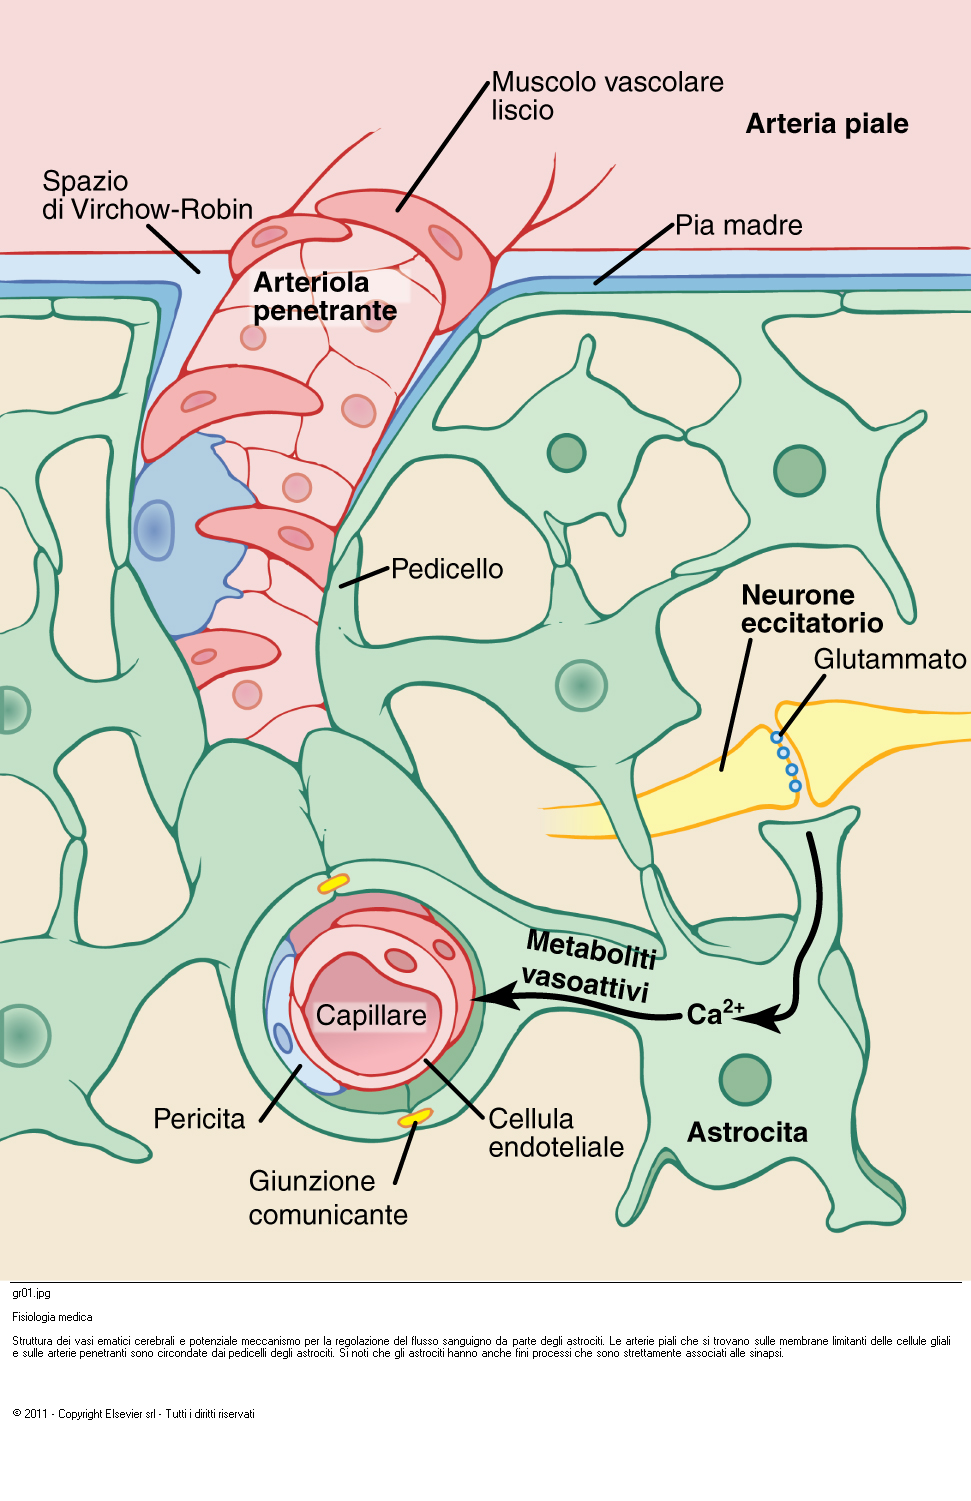 Muscolo vascolare
liscio
Arteria piale
Spazio
di Virchow-Robin
Pia madre
Arteriola
penetrante
Pedicello
Neurone
eccitatorio
Glutammato
Metaboliti
vasoattivi
Ca2+
Capillare
Pericita
Cellula
endoteliale
Astrocita
Giunzione
comunicante
gr01.jpg
Fisiologia medica
Struttura dei vasi ematici cerebrali e potenziale meccanismo per la regolazione del flusso sanguigno da parte degli astrociti. Le arterie piali che si trovano sulle membrane limitanti delle cellule gliali
e sulle arterie penetranti sono circondate dai pedicelli degli astrociti. Si noti che gli astrociti hanno anche fini processi che sono strettamente associati alle sinapsi.
© 2011 - Copyright Elsevier srl - Tutti i diritti riservati